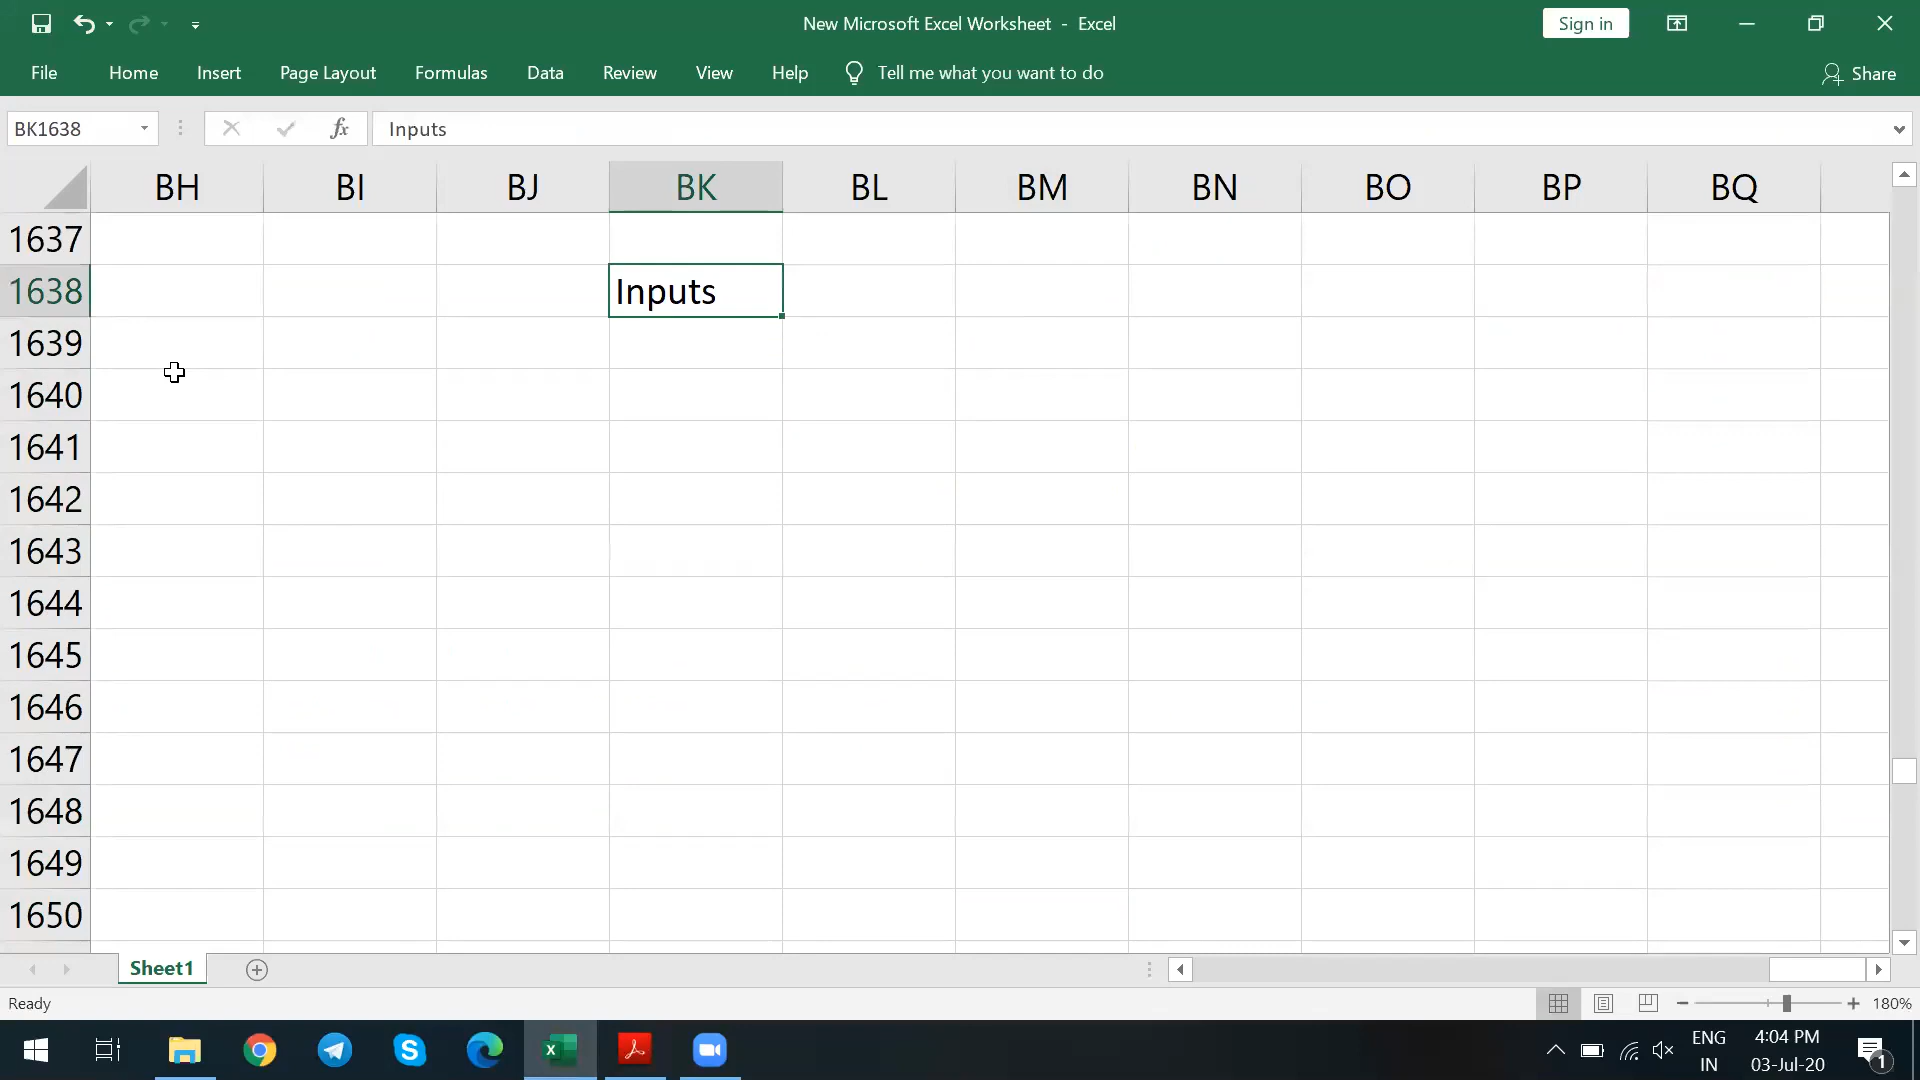 New Microsoft Excel Worksheet - Excel
Sign in
File Home Insert Page Layout Formulas Data Review View Help Tell me what you want to do Share
BK1638 fx Inputs
BH BI BJ BK BL BM BN BO BP BQ
1637
1638 Inputs
1639
1640
1641
1642
1643
1644
1645
1646
1647
1648
1649
1650
Sheet1
Ready 180%
ENG 4:04 PM
IN 03-Jul-20 1